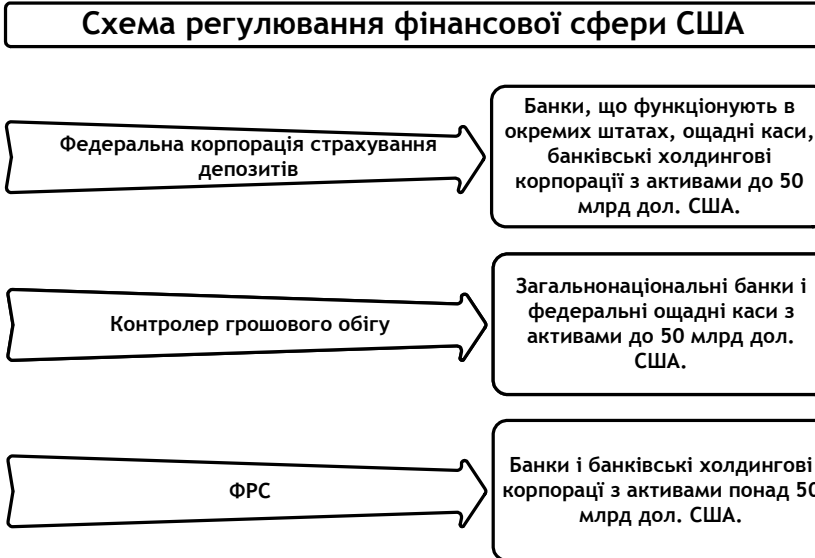 Схема регулювання фінансової сфери США
Федеральна корпорація страхування
депозитів
Банки, що функціонують в
окремих штатах, ощадні каси,
банківські холдингові
корпорації з активами до 50
млрд дол. США.
Контролер грошового обігу
Загальнонаціональні банки і
федеральні ощадні каси з
активами до 50 млрд дол.
США.
ФРС
Банки і банківські холдингові
корпорацї з активами понад 50
млрд дол. США.